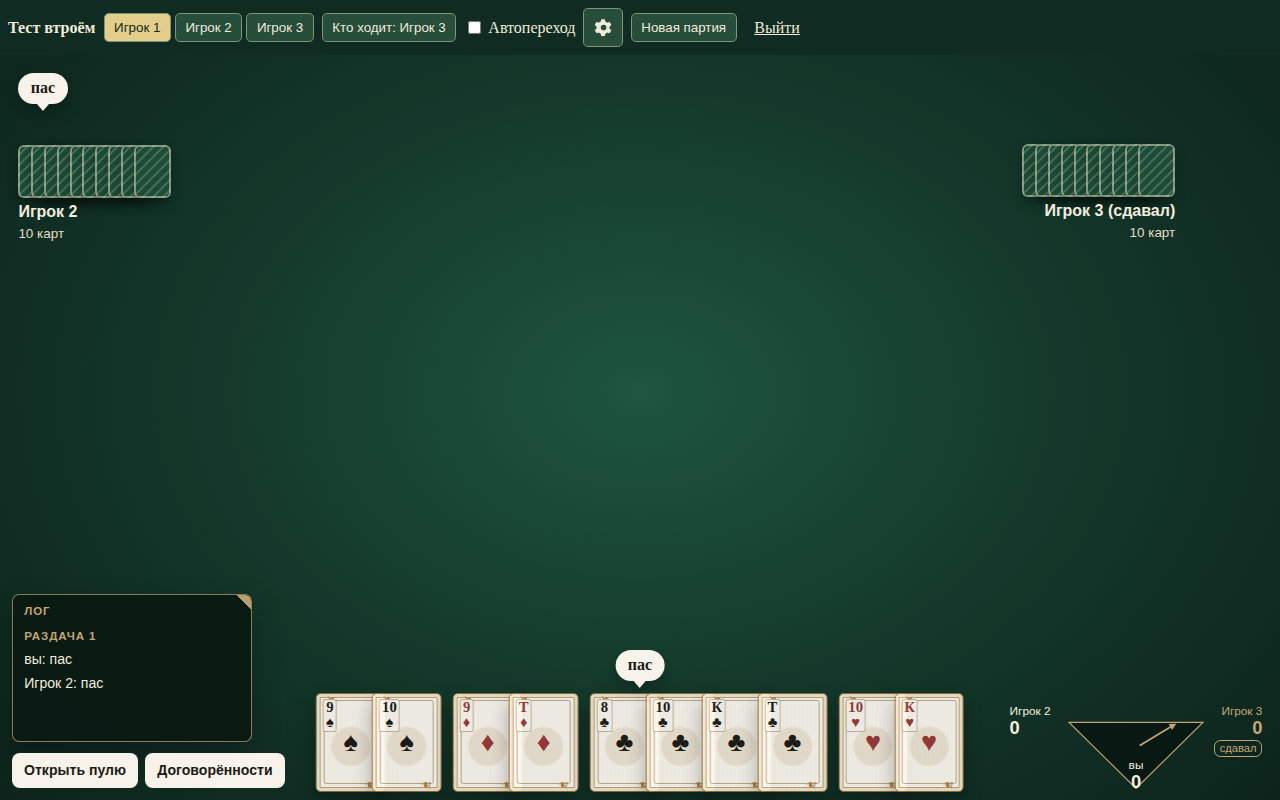 Тест втроём
Игрок 1
Игрок 2
Игрок 3
Кто ходит: Игрок 3
Автопереход
Новая партия
Выйти
пас
Игрок 2
10 карт
Игрок 3 (сдавал)
10 карт
ЛОГ
РАЗДАЧА 1
вы: пас
Игрок 2: пас
Открыть пулю
Договорённости
пас
9
10
9
Т
8
10
К
Т
10
К
Игрок 2
0
Игрок 3
0
сдавал
вы
0